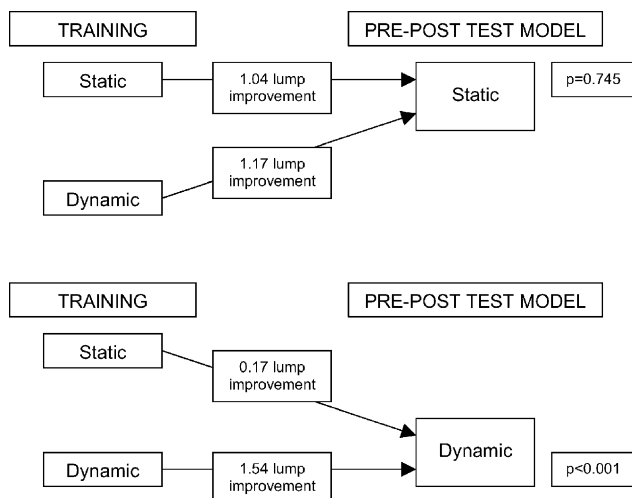 TRAINING
PRE-POST TEST MODEL
Static
1.04 lump
improvement
Static
p=0.745
1.17 lump
improvement
Dynamic
TRAINING
PRE-POST TEST MODEL
Static
0.17 lump
improvement
Dynamic
Dynamic
1.54 lump
improvement
p<0.001